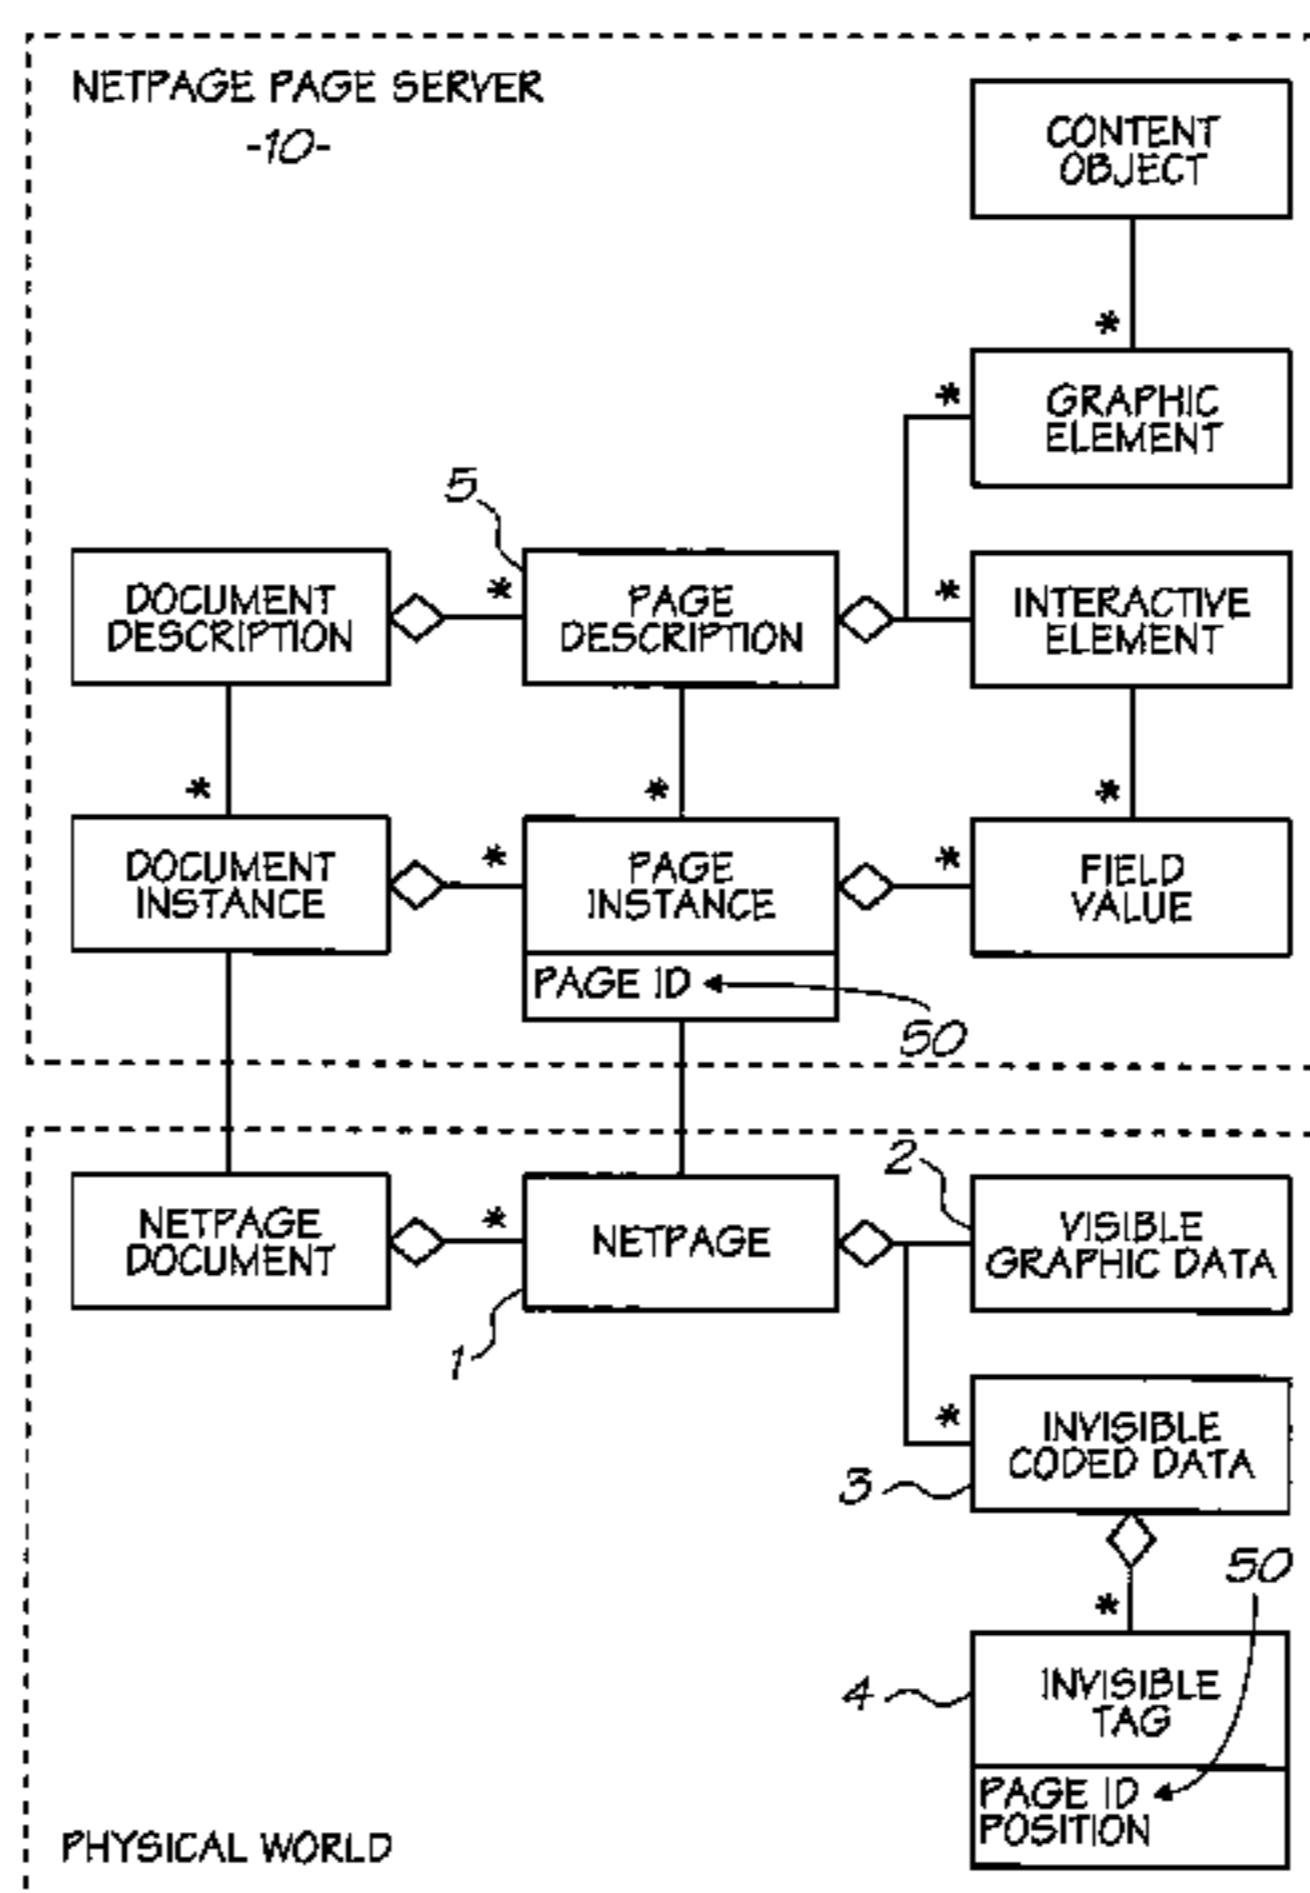 NETPAGE PAGE SERVER
-10-
CONTENT
OBJECT
*
*
GRAPHIC
ELEMENT
5
DOCUMENT
DESCRIPTION
*
PAGE
DESCRIPTION
*
INTERACTIVE
ELEMENT
*
*
*
DOCUMENT
INSTANCE
*
PAGE
INSTANCE
*
FIELD
VALUE
PAGE ID
50
NETPAGE
DOCUMENT
*
NETPAGE
1
2
VISIBLE
GRAPHIC DATA
*
INVISIBLE
CODED DATA
3
50
*
4
INVISIBLE
TAG
PAGE ID
POSITION
PHYSICAL WORLD